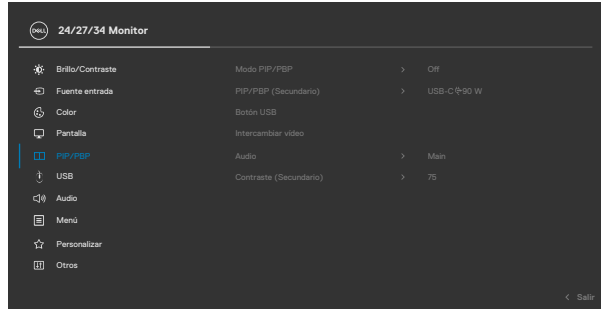 DELL 24/27/34 Monitor
Brillo/Contraste Modo PIP/PBP > Off
Fuente entrada PIP/PBP (Secundario) > USB-C 90 W
Color Botón USB
Pantalla Intercambiar vídeo
PIP/PBP Audio > Main
USB Contraste (Secundario) > 75
Audio
Menú
Personalizar
Otros
< Salir